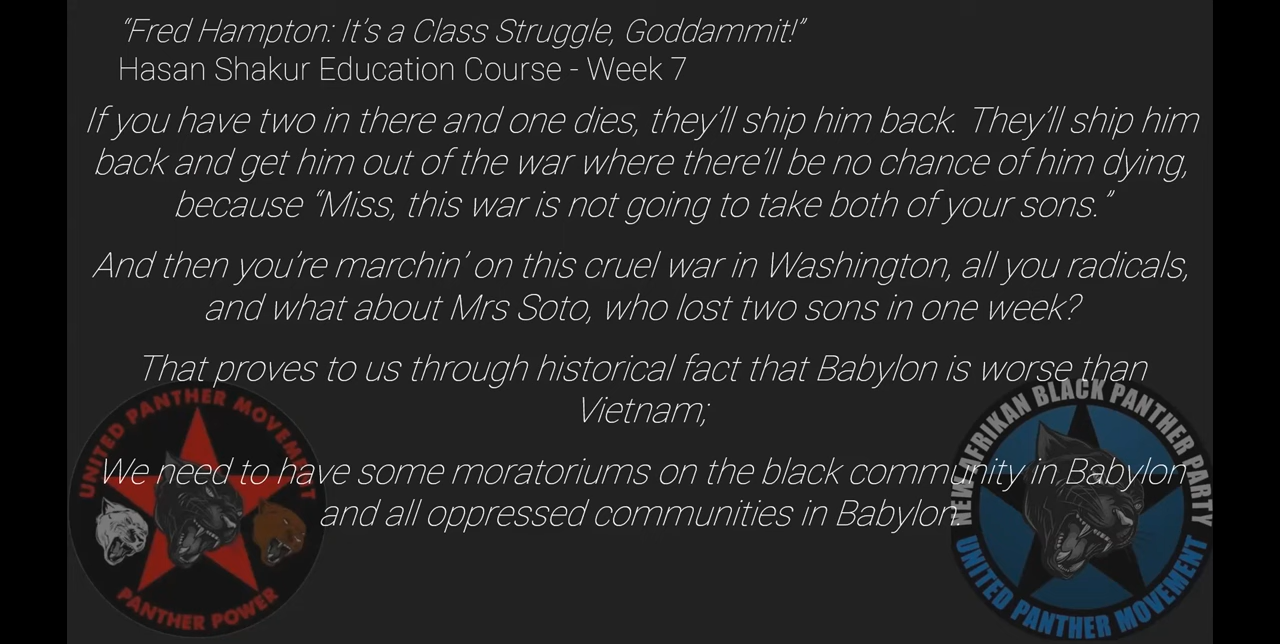 “Fred Hampton: It’s a Class Struggle, Goddammit!”
Hasan Shakur Education Course - Week 7
If you have two in there and one dies, they’ll ship him back. They’ll ship him
back and get him out of the war where there’ll be no chance of him dying,
because “Miss, this war is not going to take both of your sons.”
And then you’re marchin’ on this cruel war in Washington, all you radicals,
and what about Mrs Soto, who lost two sons in one week?
That proves to us through historical fact that Babylon is worse than
Vietnam;
We need to have some moratoriums on the black community in Babylon
and all oppressed communities in Babylon.
UNITED PANTHER MOVEMENT
PANTHER POWER
NEW AFRIKAN BLACK PANTHER PARTY
UNITED PANTHER MOVEMENT